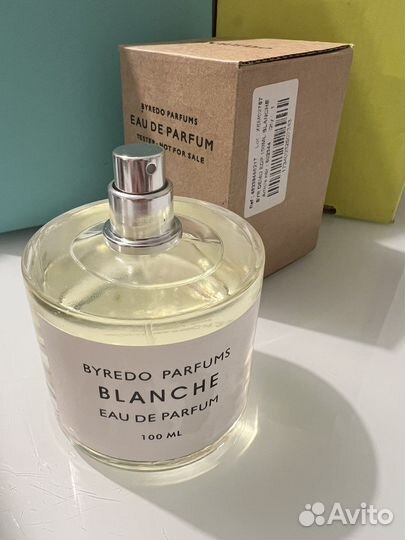 BYREDO PARFUMS
EAU DE PARFUM
TESTER - NOT FOR SALE
BYREDO PARFUMS
BLANCHE
EAU DE PARFUM
100 ML
Avito